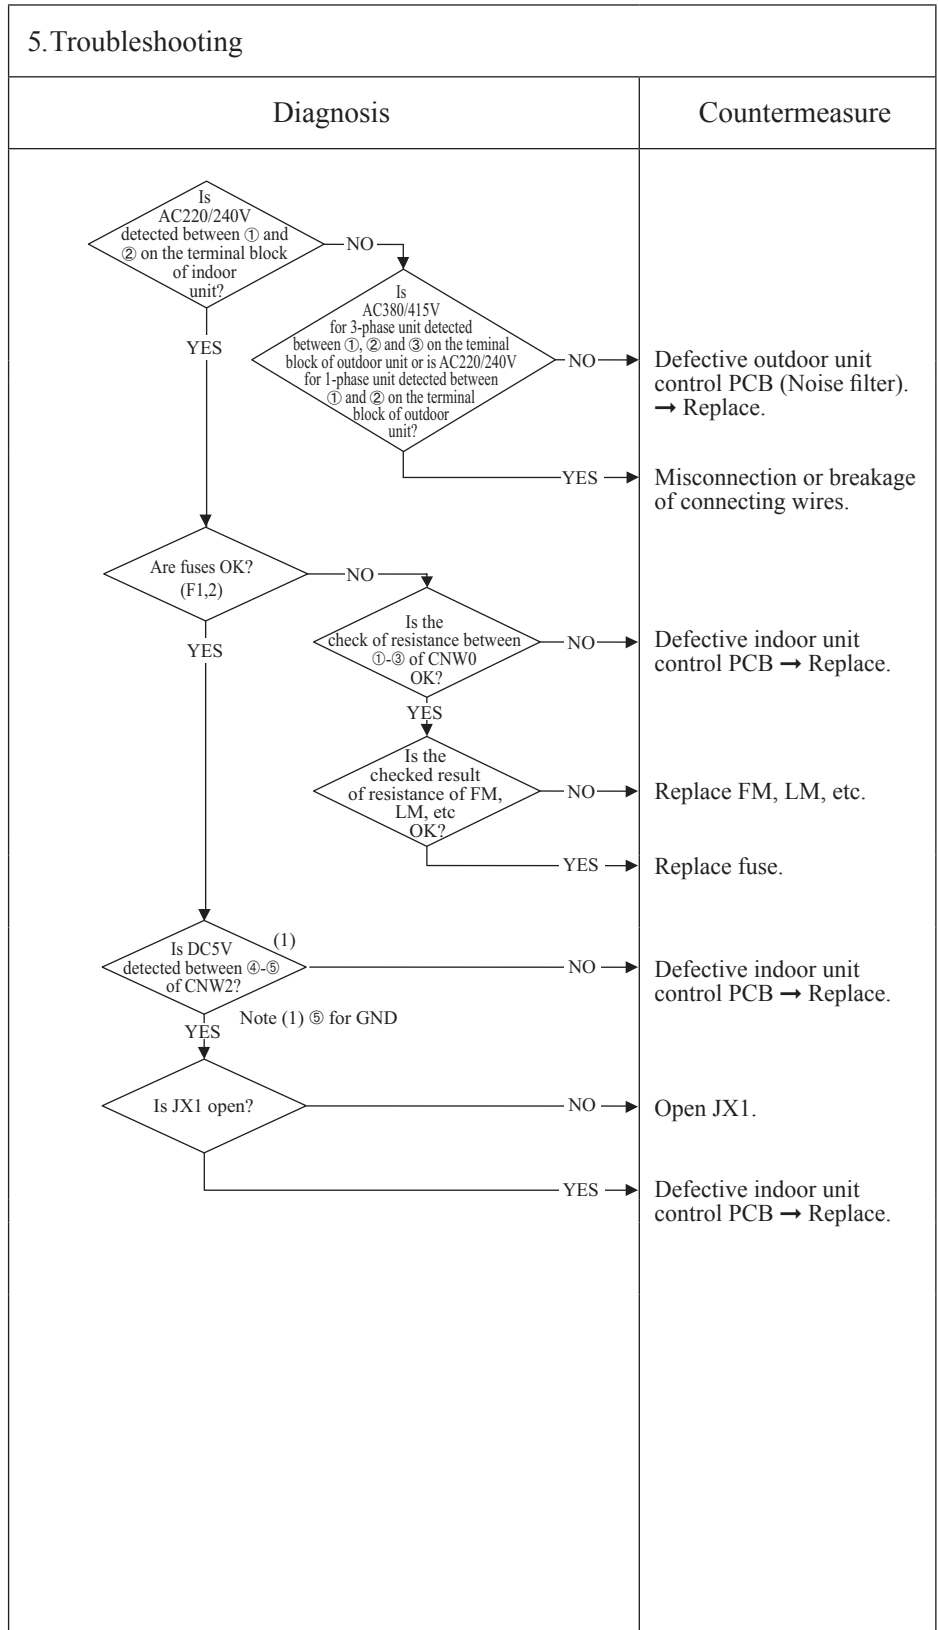 5.Troubleshooting
Diagnosis
Countermeasure
Is
AC220/240V
detected between ① and
② on the terminal block
of indoor
unit?
NO
YES
Is
AC380/415V
for 3-phase unit detected
between ①, ② and ③ on the teminal
block of outdoor unit or is AC220/240V
for 1-phase unit detected between
① and ② on the terminal
block of outdoor
unit?
NO
Defective outdoor unit
control PCB (Noise filter).
→ Replace.
YES
Misconnection or breakage
of connecting wires.
Are fuses OK?
(F1,2)
NO
YES
Is the
check of resistance between
①-③ of CNW0
OK?
NO
Defective indoor unit
control PCB → Replace.
YES
Is the
checked result
of resistance of FM,
LM, etc
OK?
NO
Replace FM, LM, etc.
YES
Replace fuse.
Is DC5V
detected between ④-⑤
of CNW2?
(1)
NO
Defective indoor unit
control PCB → Replace.
Note (1) ⑤ for GND
YES
Is JX1 open?
NO
Open JX1.
YES
Defective indoor unit
control PCB → Replace.